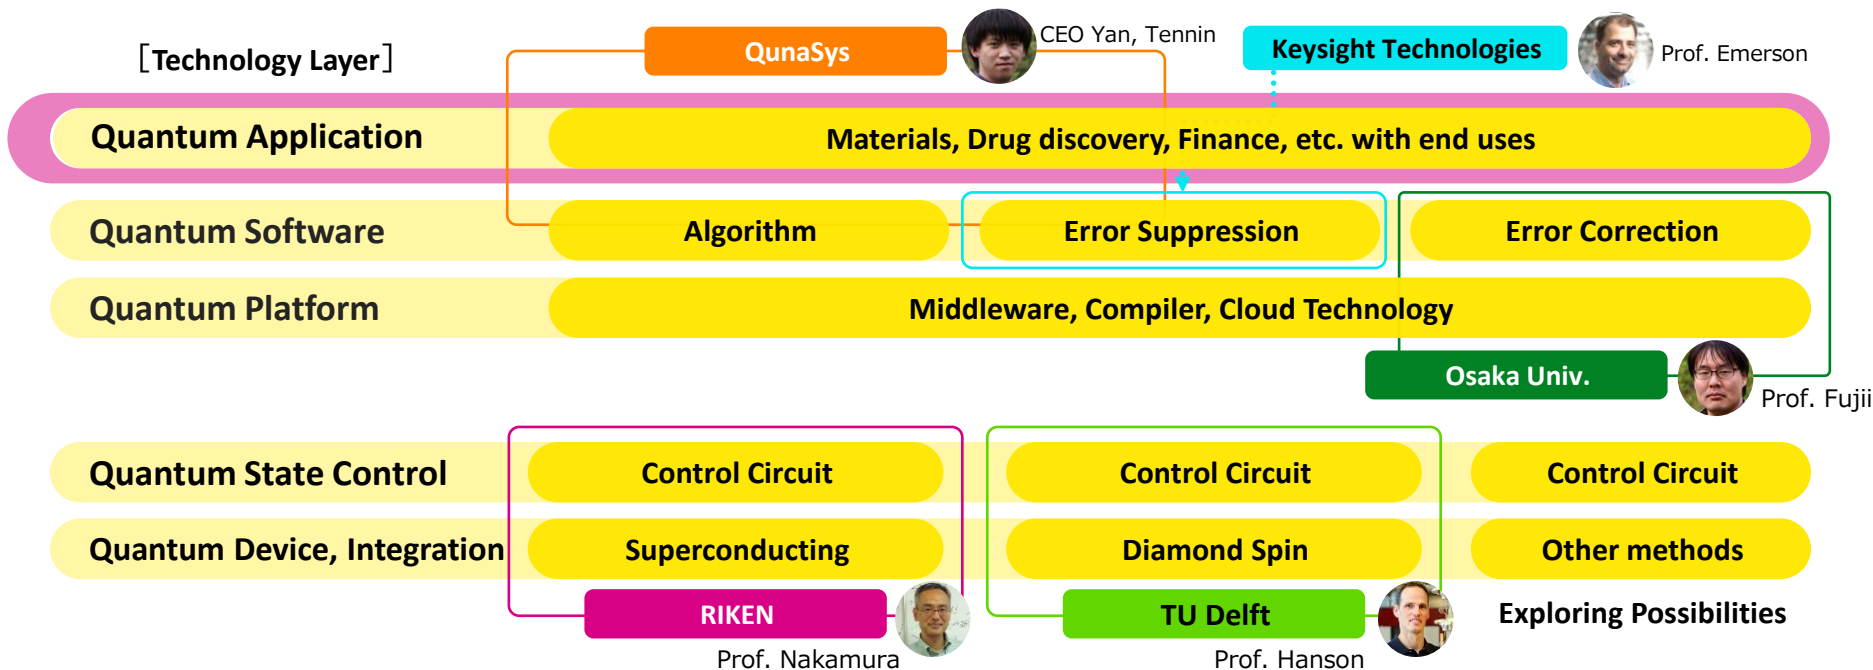 QunaSys
CEO Yan, Tennin
Keysight Technologies
Prof. Emerson
［Technology Layer］
Quantum Application
Materials, Drug discovery, Finance, etc. with end uses
Quantum Software
Algorithm
Error Suppression
Error Correction
Quantum Platform
Middleware, Compiler, Cloud Technology
Osaka Univ.
Prof. Fujii
Quantum State Control
Control Circuit
Control Circuit
Control Circuit
Quantum Device, Integration
Superconducting
Diamond Spin
Other methods
RIKEN
TU Delft
Exploring Possibilities
Prof. Nakamura
Prof. Hanson